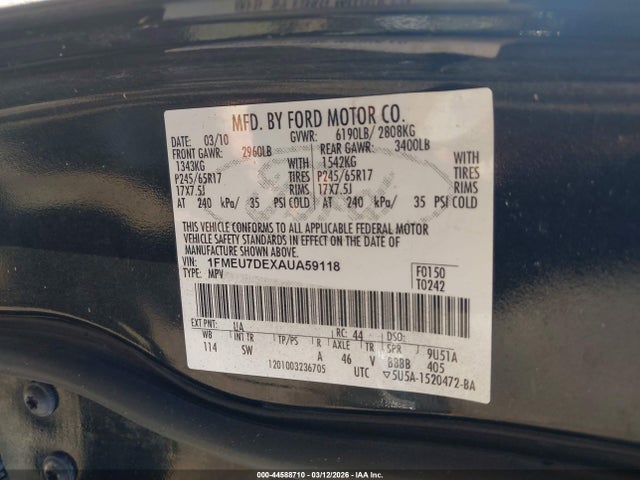 MFD. BY FORD MOTOR CO.
DATE: 03/10 GVWR: 6190LB/ 2808KG
FRONT GAWR: 2960LB REAR GAWR: 3400LB
1343KG WITH 1542KG WITH
P245/65R17 TIRES P245/65R17 TIRES
17X7.5J RIMS 17X7.5J RIMS
AT 240 kPa/ 35 PSI COLD AT 240 kPa/ 35 PSI COLD
THIS VEHICLE CONFORMS TO ALL APPLICABLE FEDERAL MOTOR
VEHICLE SAFETY STANDARDS IN EFFECT ON THE DATE OF
MANUFACTURE SHOWN ABOVE.
VIN: 1FMEU7DEXAUA59118
TYPE: MPV
F0150
T0242
EXT PNT: UA RC: 44 DSO:
WB INT TR TP/PS R AXLE TR SPR 9U51A
114 SW A 46 V BBBB 405
1201003236705 UTC 5U5A-1520472-BA
000-44588710 - 03/12/2026 - IAA Inc.